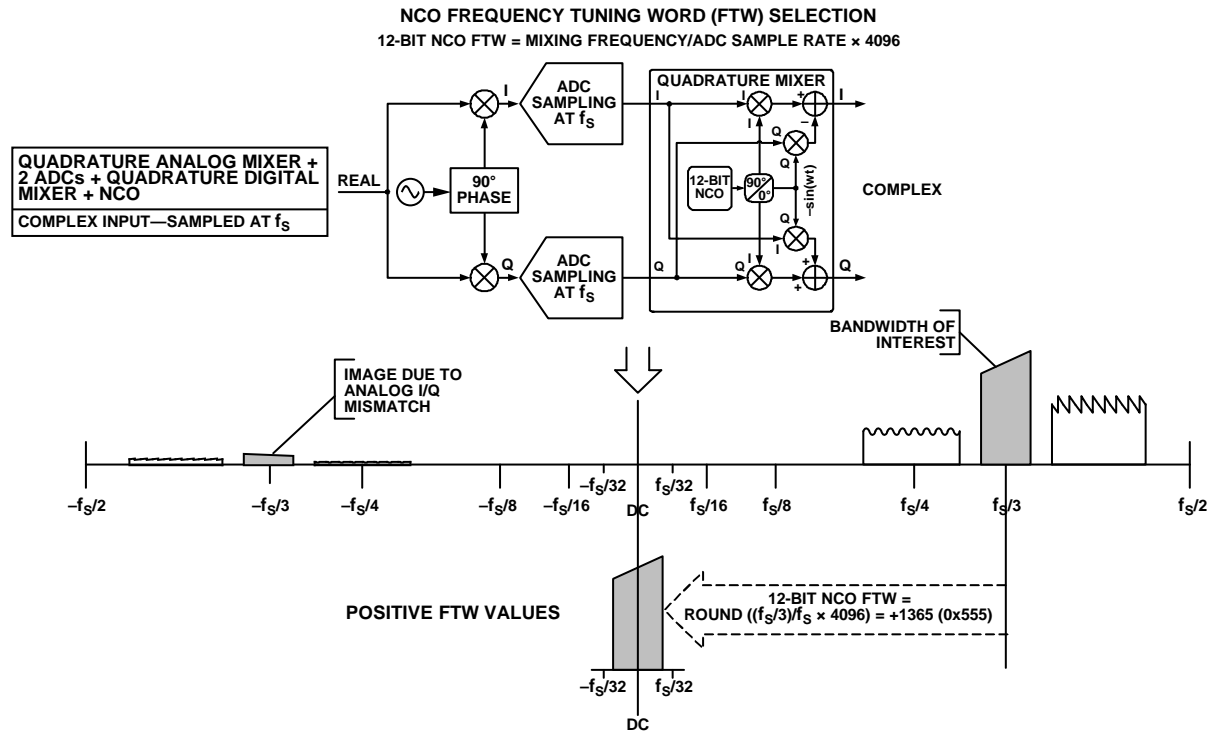 NCO FREQUENCY TUNING WORD (FTW) SELECTION
12-BIT NCO FTW = MIXING FREQUENCY/ADC SAMPLE RATE × 4096
QUADRATURE ANALOG MIXER +
2 ADCs + QUADRATURE DIGITAL
MIXER + NCO
COMPLEX INPUT—SAMPLED AT fS
REAL
90°
PHASE
I
ADC
SAMPLING
AT fS
Q
ADC
SAMPLING
AT fS
QUADRATURE MIXER
I
I
+
I
–
Q
Q
12-BIT
NCO
90°
0°
–sin(wt)
Q
I
I
+
Q
Q
+
Q
COMPLEX
BANDWIDTH OF
INTEREST
IMAGE DUE TO
ANALOG I/Q
MISMATCH
–fS/2
–fS/3
–fS/4
–fS/8
–fS/16
–fS/32
DC
fS/32
fS/16
fS/8
fS/4
fS/3
fS/2
POSITIVE FTW VALUES
12-BIT NCO FTW =
ROUND ((fS/3)/fS × 4096) = +1365 (0x555)
–fS/32
fS/32
DC